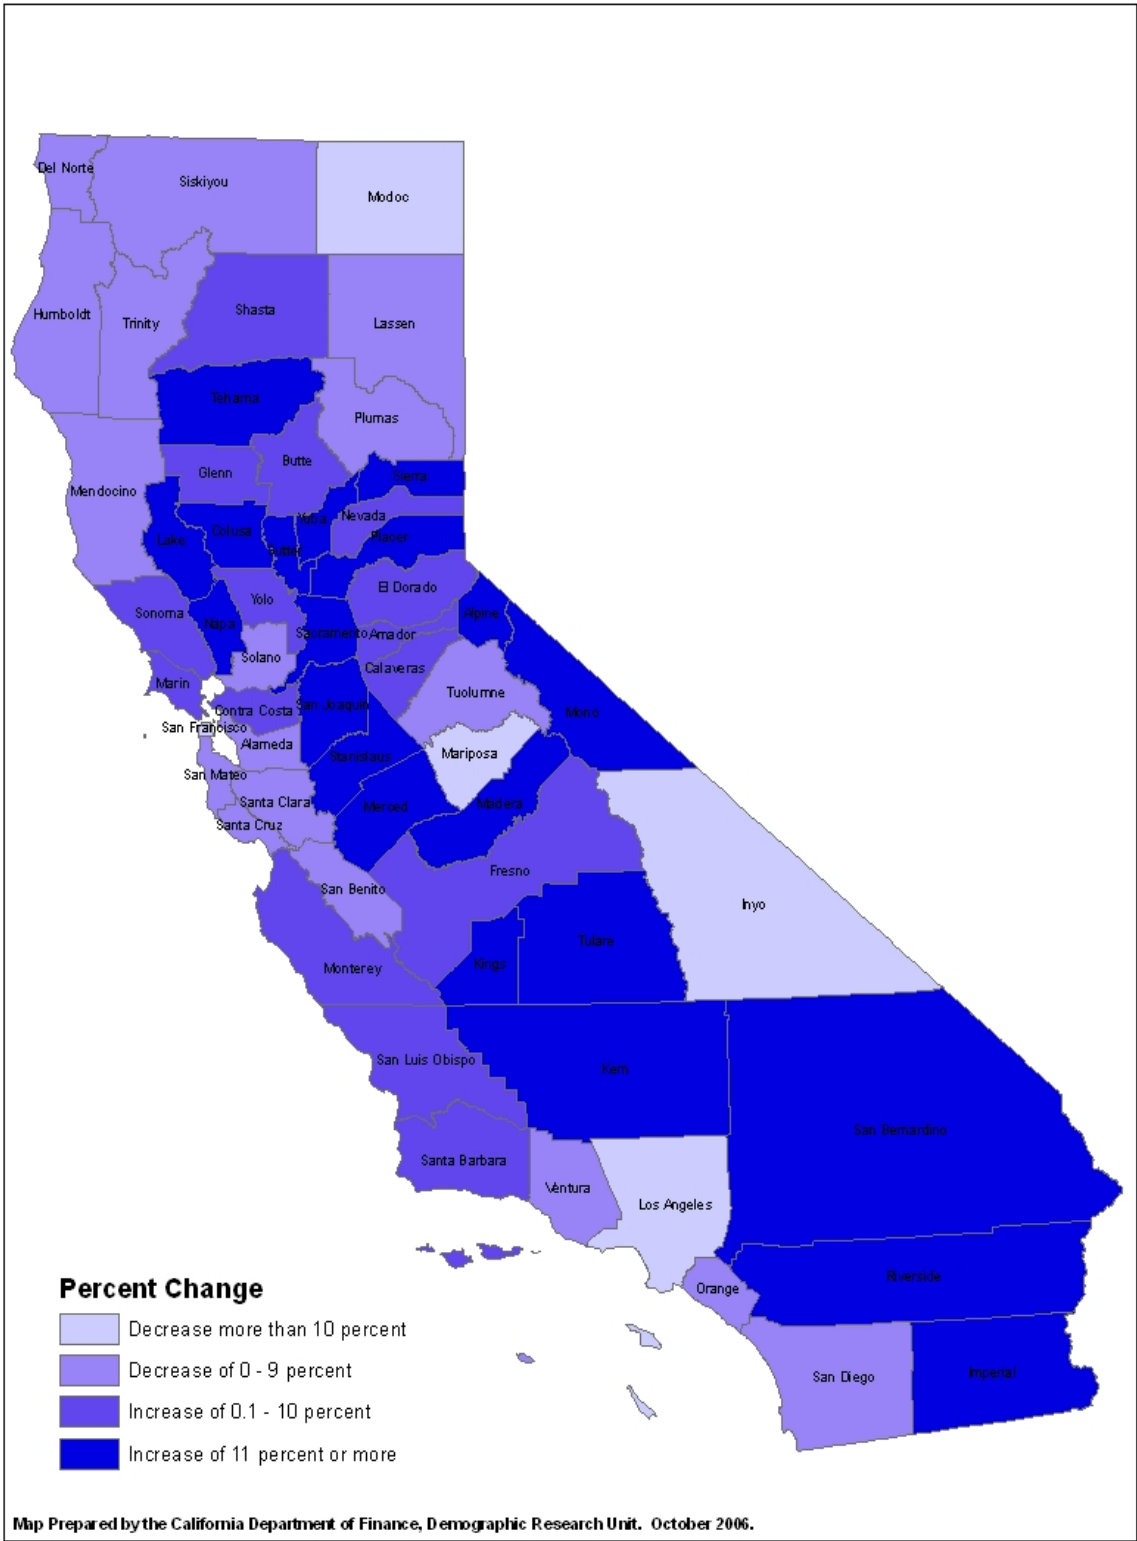 Del Norte
Siskiyou
Modoc
Humboldt
Trinity
Shasta
Lassen
Tehama
Plumas
Mendocino
Glenn
Butte
Sierra
Lake
Colusa
Sutter
Yuba
Nevada
Placer
Sonoma
Napa
Yolo
El Dorado
Alpine
Sacramento
Amador
Solano
Calaveras
Marin
Contra Costa
San Joaquin
Tuolumne
Mono
San Francisco
Alameda
Stanislaus
Mariposa
San Mateo
Santa Clara
Merced
Madera
Santa Cruz
Fresno
San Benito
Inyo
Tulare
Kings
Monterey
San Luis Obispo
Kern
San Bernardino
Santa Barbara
Ventura
Los Angeles
Orange
Riverside
San Diego
Imperial
Percent Change
Decrease more than 10 percent
Decrease of 0 - 9 percent
Increase of 0.1 - 10 percent
Increase of 11 percent or more
Map Prepared by the California Department of Finance, Demographic Research Unit. October 2006.